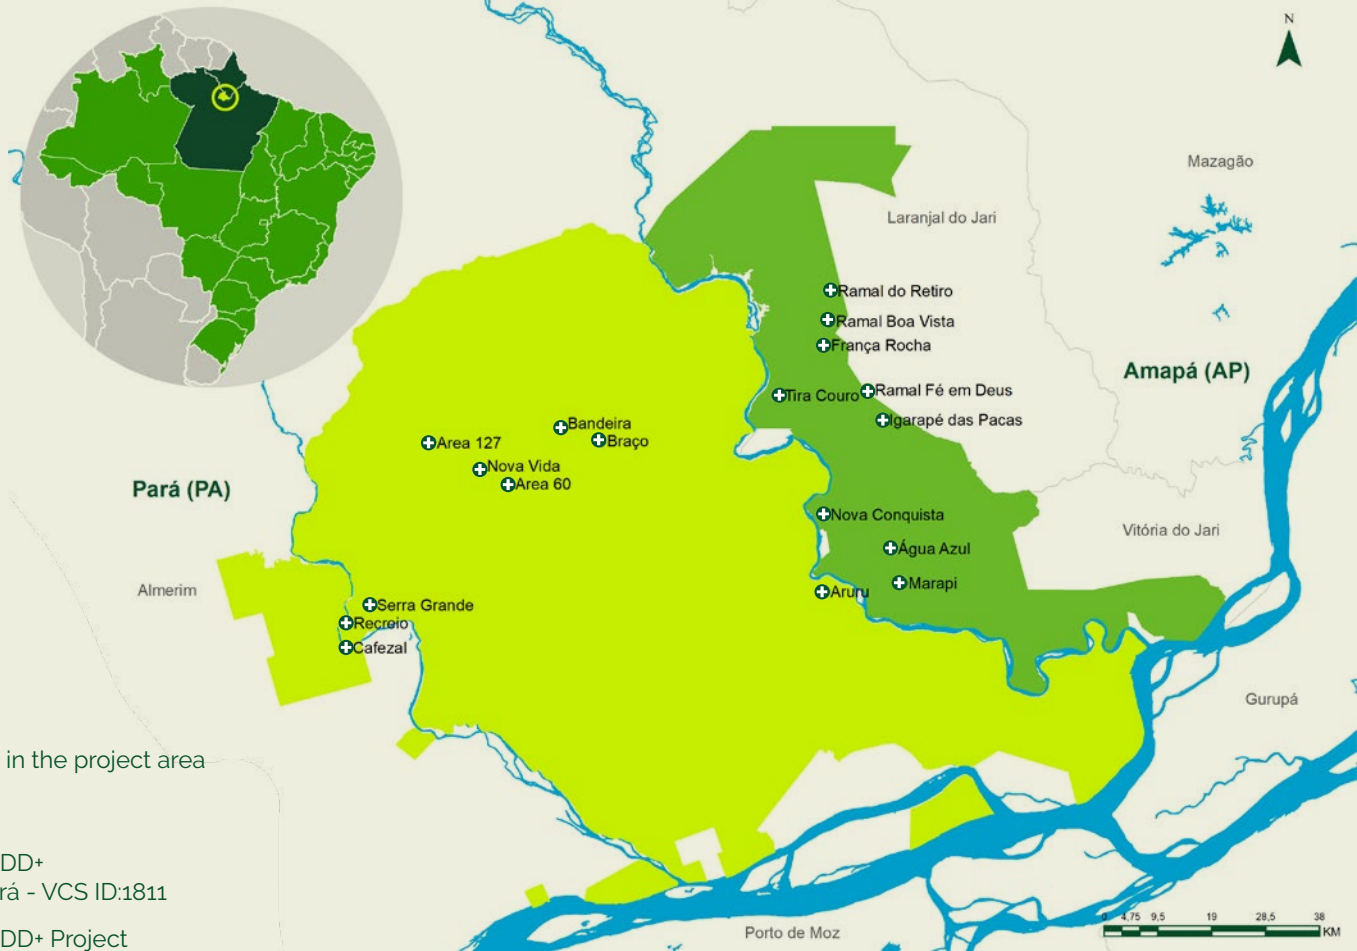 N
Mazagão
Laranjal do Jari
Ramal do Retiro
Ramal Boa Vista
França Rocha
Amapá (AP)
Tira Couro
Ramal Fé em Deus
Igarapé das Pacas
Bandeira
Braço
Area 127
Nova Vida
Area 60
Pará (PA)
Nova Conquista
Vitória do Jari
Água Azul
Almerim
Marapi
Aruru
Serra Grande
Recreio
Cafezal
Gurupá
in the project area
DD+
rá - VCS ID:1811
DD+ Project
Porto de Moz
0 4,75 9,5 19 28,5 38
KM